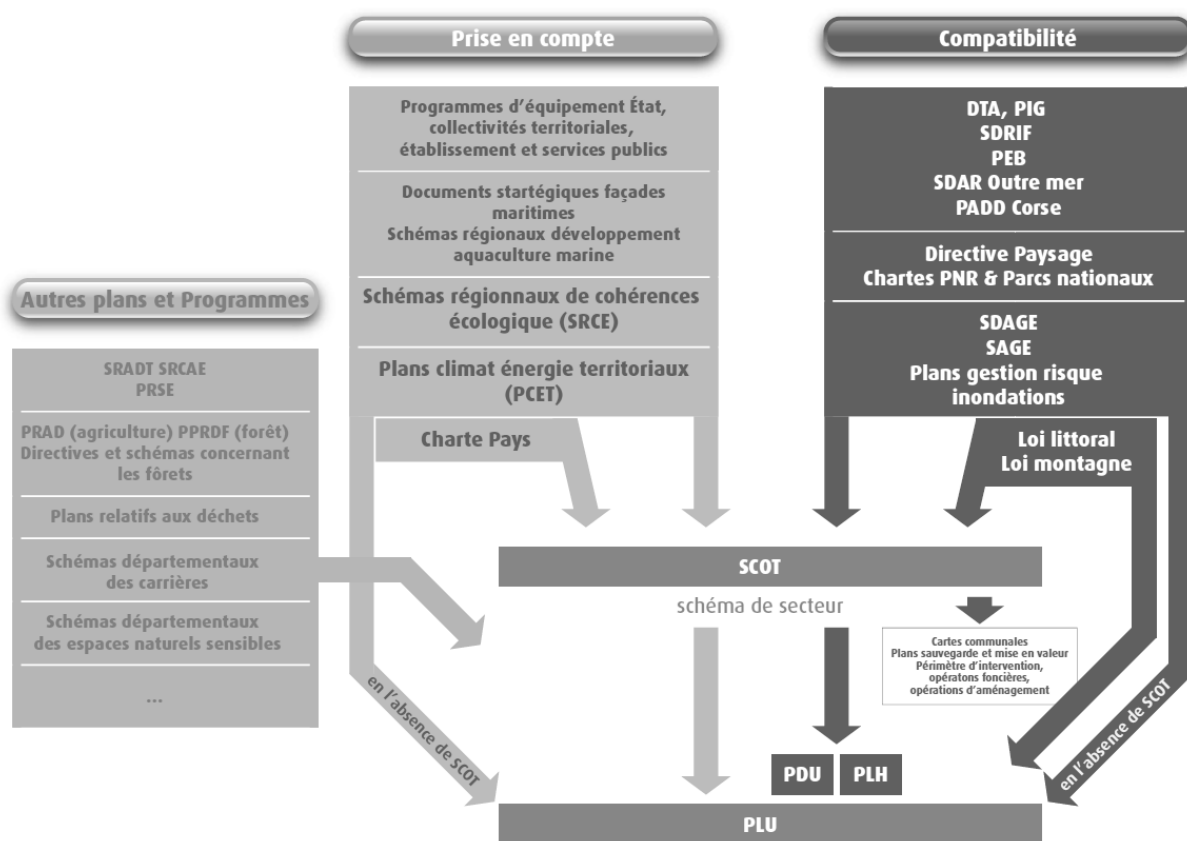 Prise en compte
Programmes d'équipement État,
collectivités territoriales,
établissement et services publics
Documents startégiques façades
maritimes
Schémas régionaux développement
aquaculture marine
Schémas régionnaux de cohérences
écologique (SRCE)
Plans climat énergie territoriaux
(PCET)
Charte Pays
Compatibilité
DTA, PIG
SDRIF
PEB
SDAR Outre mer
PADD Corse
Directive Paysage
Chartes PNR & Parcs nationaux
SDAGE
SAGE
Plans gestion risque
inondations
Loi littoral
Loi montagne
Autres plans et Programmes
SRADT SRCAE
PRSE
PRAD (agriculture) PPRDF (forêt)
Directives et schémas concernant
les fôrets
Plans relatifs aux déchets
Schémas départementaux
des carrières
Schémas départementaux
des espaces naturels sensibles
...
SCOT
schéma de secteur
Cartes communales
Plans sauvegarde et mise en valeur
Périmètre d'intervention,
opératons foncières,
opérations d'aménagement
en l'absence de SCOT
en l'absence de SCOT
PDU
PLH
PLU